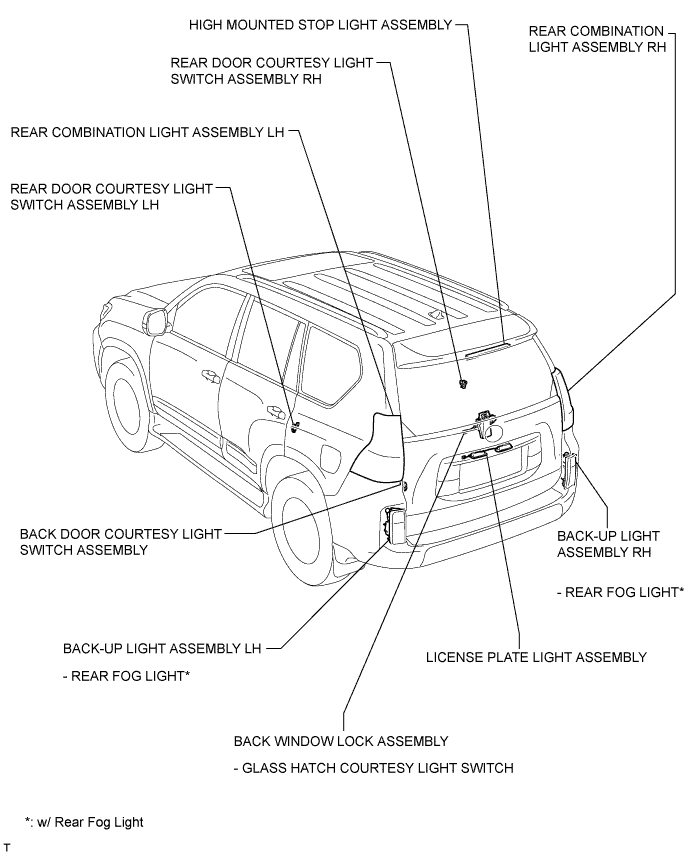 HIGH MOUNTED STOP LIGHT ASSEMBLY
REAR COMBINATION
LIGHT ASSEMBLY RH
REAR DOOR COURTESY LIGHT
SWITCH ASSEMBLY RH
REAR COMBINATION LIGHT ASSEMBLY LH
REAR DOOR COURTESY LIGHT
SWITCH ASSEMBLY LH
BACK DOOR COURTESY LIGHT
SWITCH ASSEMBLY
BACK-UP LIGHT
ASSEMBLY RH
- REAR FOG LIGHT*
BACK-UP LIGHT ASSEMBLY LH
- REAR FOG LIGHT*
LICENSE PLATE LIGHT ASSEMBLY
BACK WINDOW LOCK ASSEMBLY
- GLASS HATCH COURTESY LIGHT SWITCH
*: w/ Rear Fog Light
T